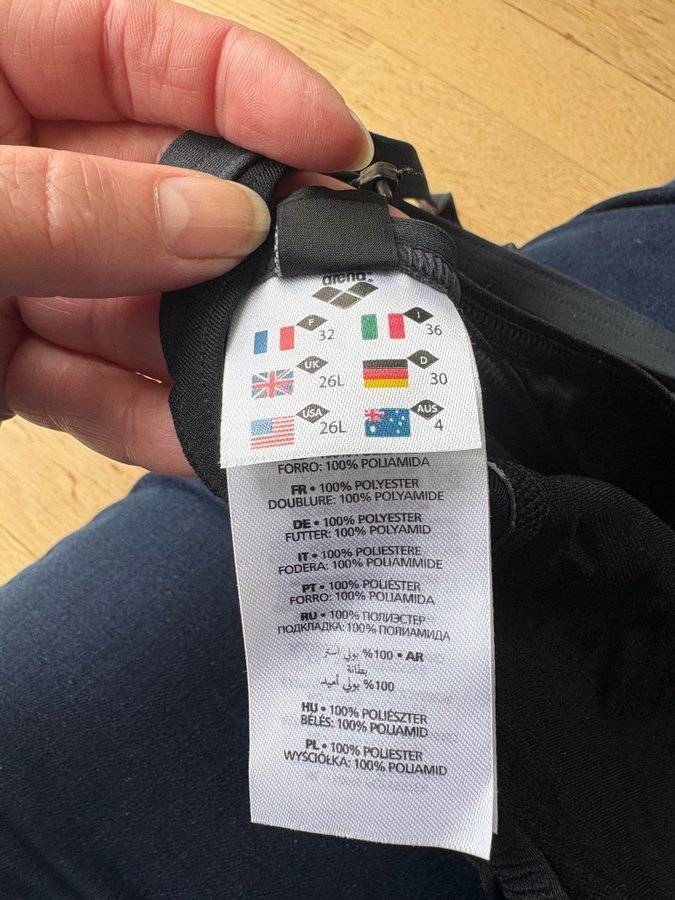 arena
F 32
I 36
UK 26L
D 30
USA 26L
AUS 4
FORRO: 100% POLIAMIDA
FR • 100% POLYESTER
DOUBLURE: 100% POLYAMIDE
DE • 100% POLYESTER
FUTTER: 100% POLYAMID
IT • 100% POLIESTERE
FODERA: 100% POLIAMMIDE
PT • 100% POLIÉSTER
FORRO: 100% POLIAMIDA
RU • 100% ПОЛИЭСТЕР
ПОДКЛАДКА: 100% ПОЛИАМИДА
AR • 100% بولي استر
بطانة
100% بولي أميد
HU • 100% POLIÉSZTER
BÉLÉS: 100% POLIAMID
PL • 100% POLIESTER
WYŚCIÓŁKA: 100% POLIAMID